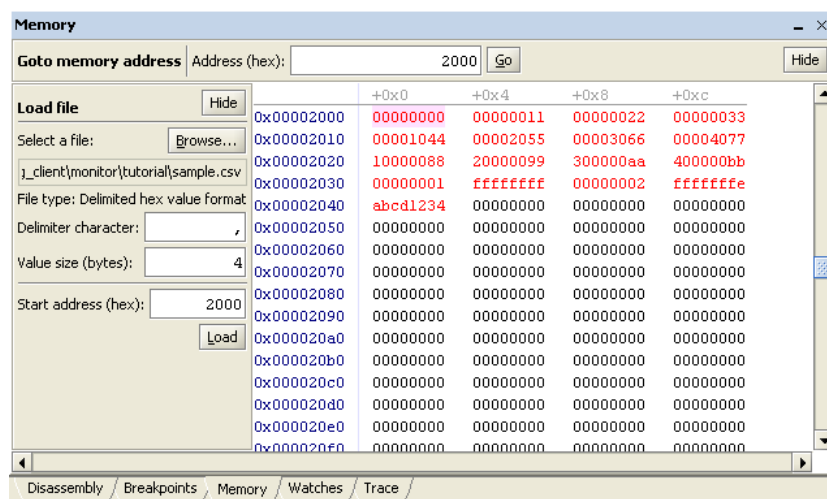 Memory
Goto memory address Address (hex): 2000 Go Hide
Load file Hide
Select a file: Browse...
ȷ_client\monitor\tutorial\sample.csv
File type: Delimited hex value format
Delimiter character: ,
Value size (bytes): 4
Start address (hex): 2000
Load
+0x0 +0x4 +0x8 +0xc
0x00002000 00000000 00000011 00000022 00000033
0x00002010 00001044 00002055 00003066 00004077
0x00002020 10000088 20000099 300000aa 400000bb
0x00002030 00000001 ffffffff 00000002 fffffffe
0x00002040 abcd1234 00000000 00000000 00000000
0x00002050 00000000 00000000 00000000 00000000
0x00002060 00000000 00000000 00000000 00000000
0x00002070 00000000 00000000 00000000 00000000
0x00002080 00000000 00000000 00000000 00000000
0x00002090 00000000 00000000 00000000 00000000
0x000020a0 00000000 00000000 00000000 00000000
0x000020b0 00000000 00000000 00000000 00000000
0x000020c0 00000000 00000000 00000000 00000000
0x000020d0 00000000 00000000 00000000 00000000
0x000020e0 00000000 00000000 00000000 00000000
0x000020f0 00000000 00000000 00000000 00000000
Disassembly Breakpoints Memory Watches Trace